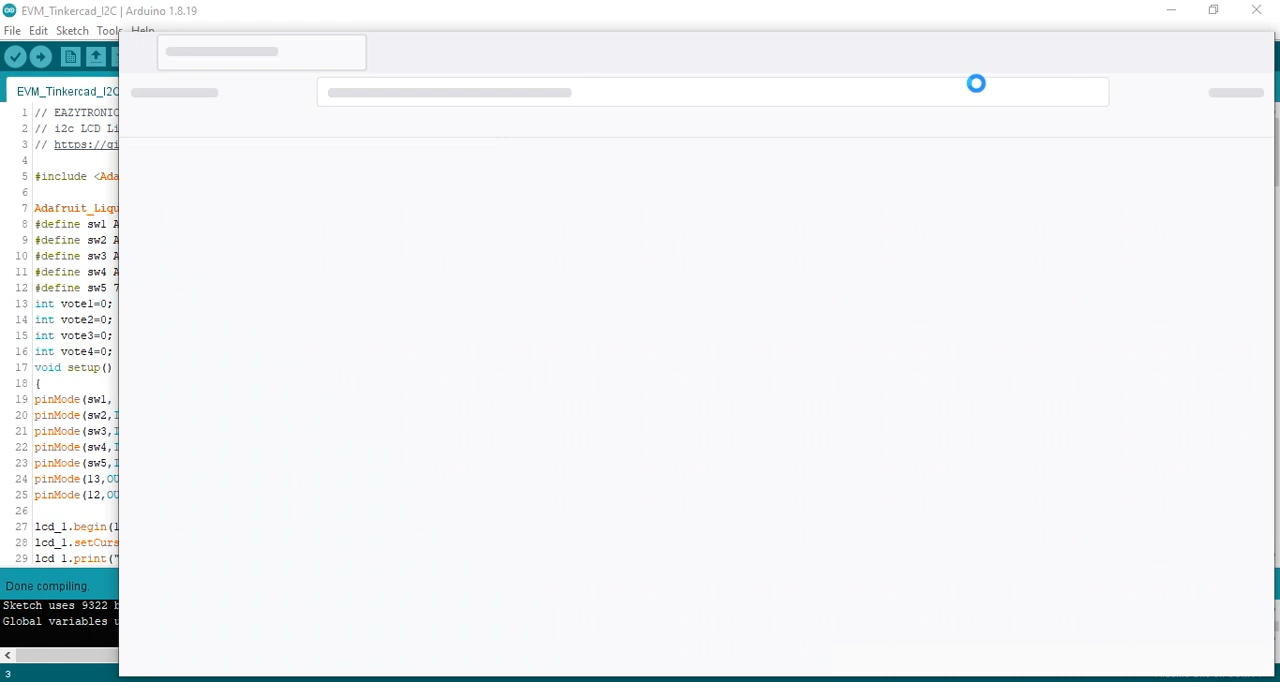 EVM_Tinkercad_I2C | Arduino 1.8.19
File Edit Sketch Tools Help
EVM_Tinkercad_I2C
1 // EAZYTRONIC
2 // i2c LCD Li
3 // https://gi
4
5 #include <Ada
6
7 Adafruit_Liqu
8 #define sw1 A
9 #define sw2 A
10 #define sw3 A
11 #define sw4 A
12 #define sw5 7
13 int vote1=0;
14 int vote2=0;
15 int vote3=0;
16 int vote4=0;
17 void setup()
18 {
19 pinMode(sw1,
20 pinMode(sw2,I
21 pinMode(sw3,I
22 pinMode(sw4,I
23 pinMode(sw5,I
24 pinMode(13,OU
25 pinMode(12,OU
26
27 lcd_1.begin(1
28 lcd_1.setCurs
29 lcd_1.print("
Done compiling.
Sketch uses 9322 b
Global variables u
3